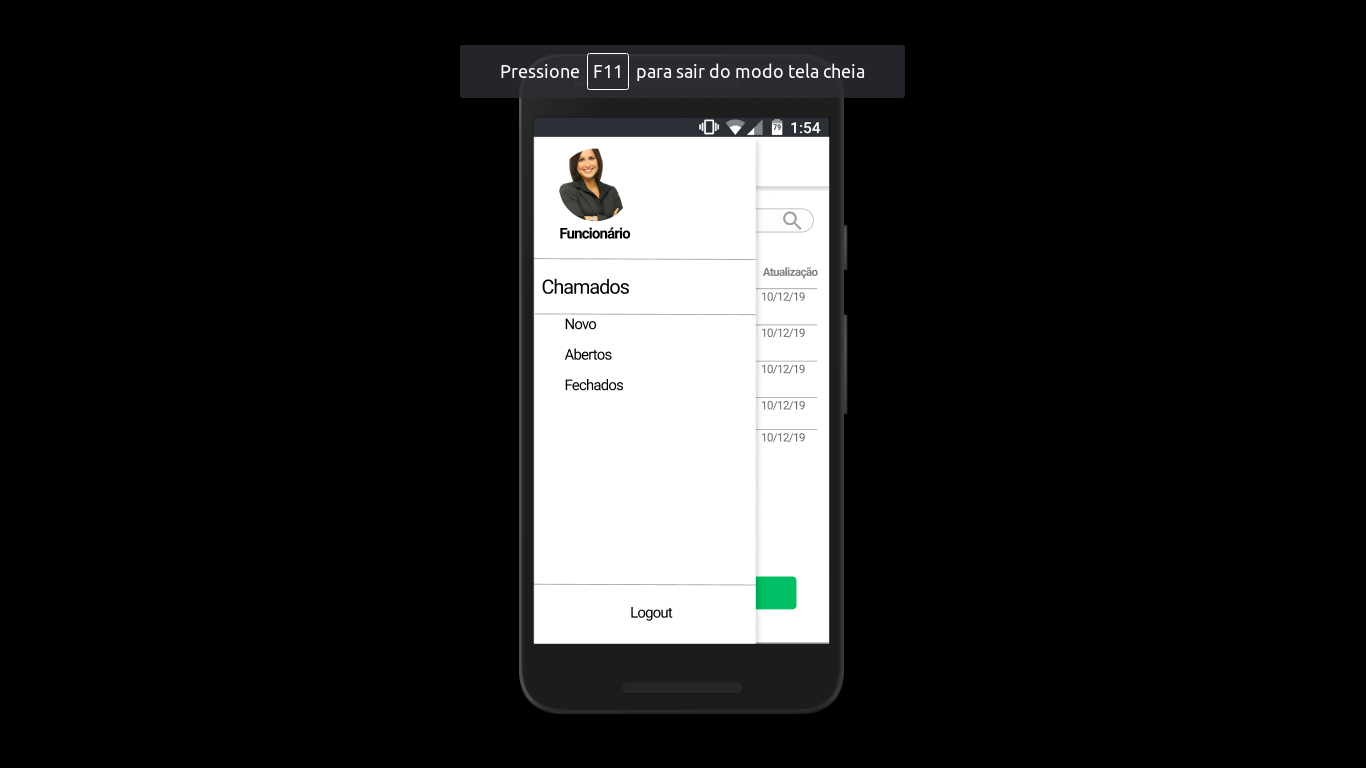 Pressione F11 para sair do modo tela cheia
79 1:54
Funcionário
Chamados
Atualização
10/12/19
Novo
10/12/19
Abertos
10/12/19
Fechados
10/12/19
10/12/19
Logout